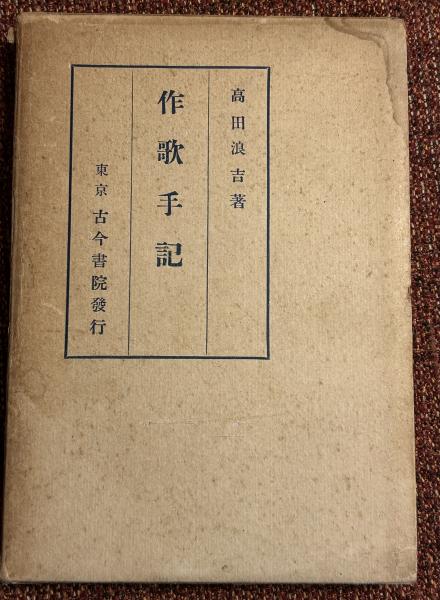 高田浪吉著
作歌手記
東京 古今書院發行